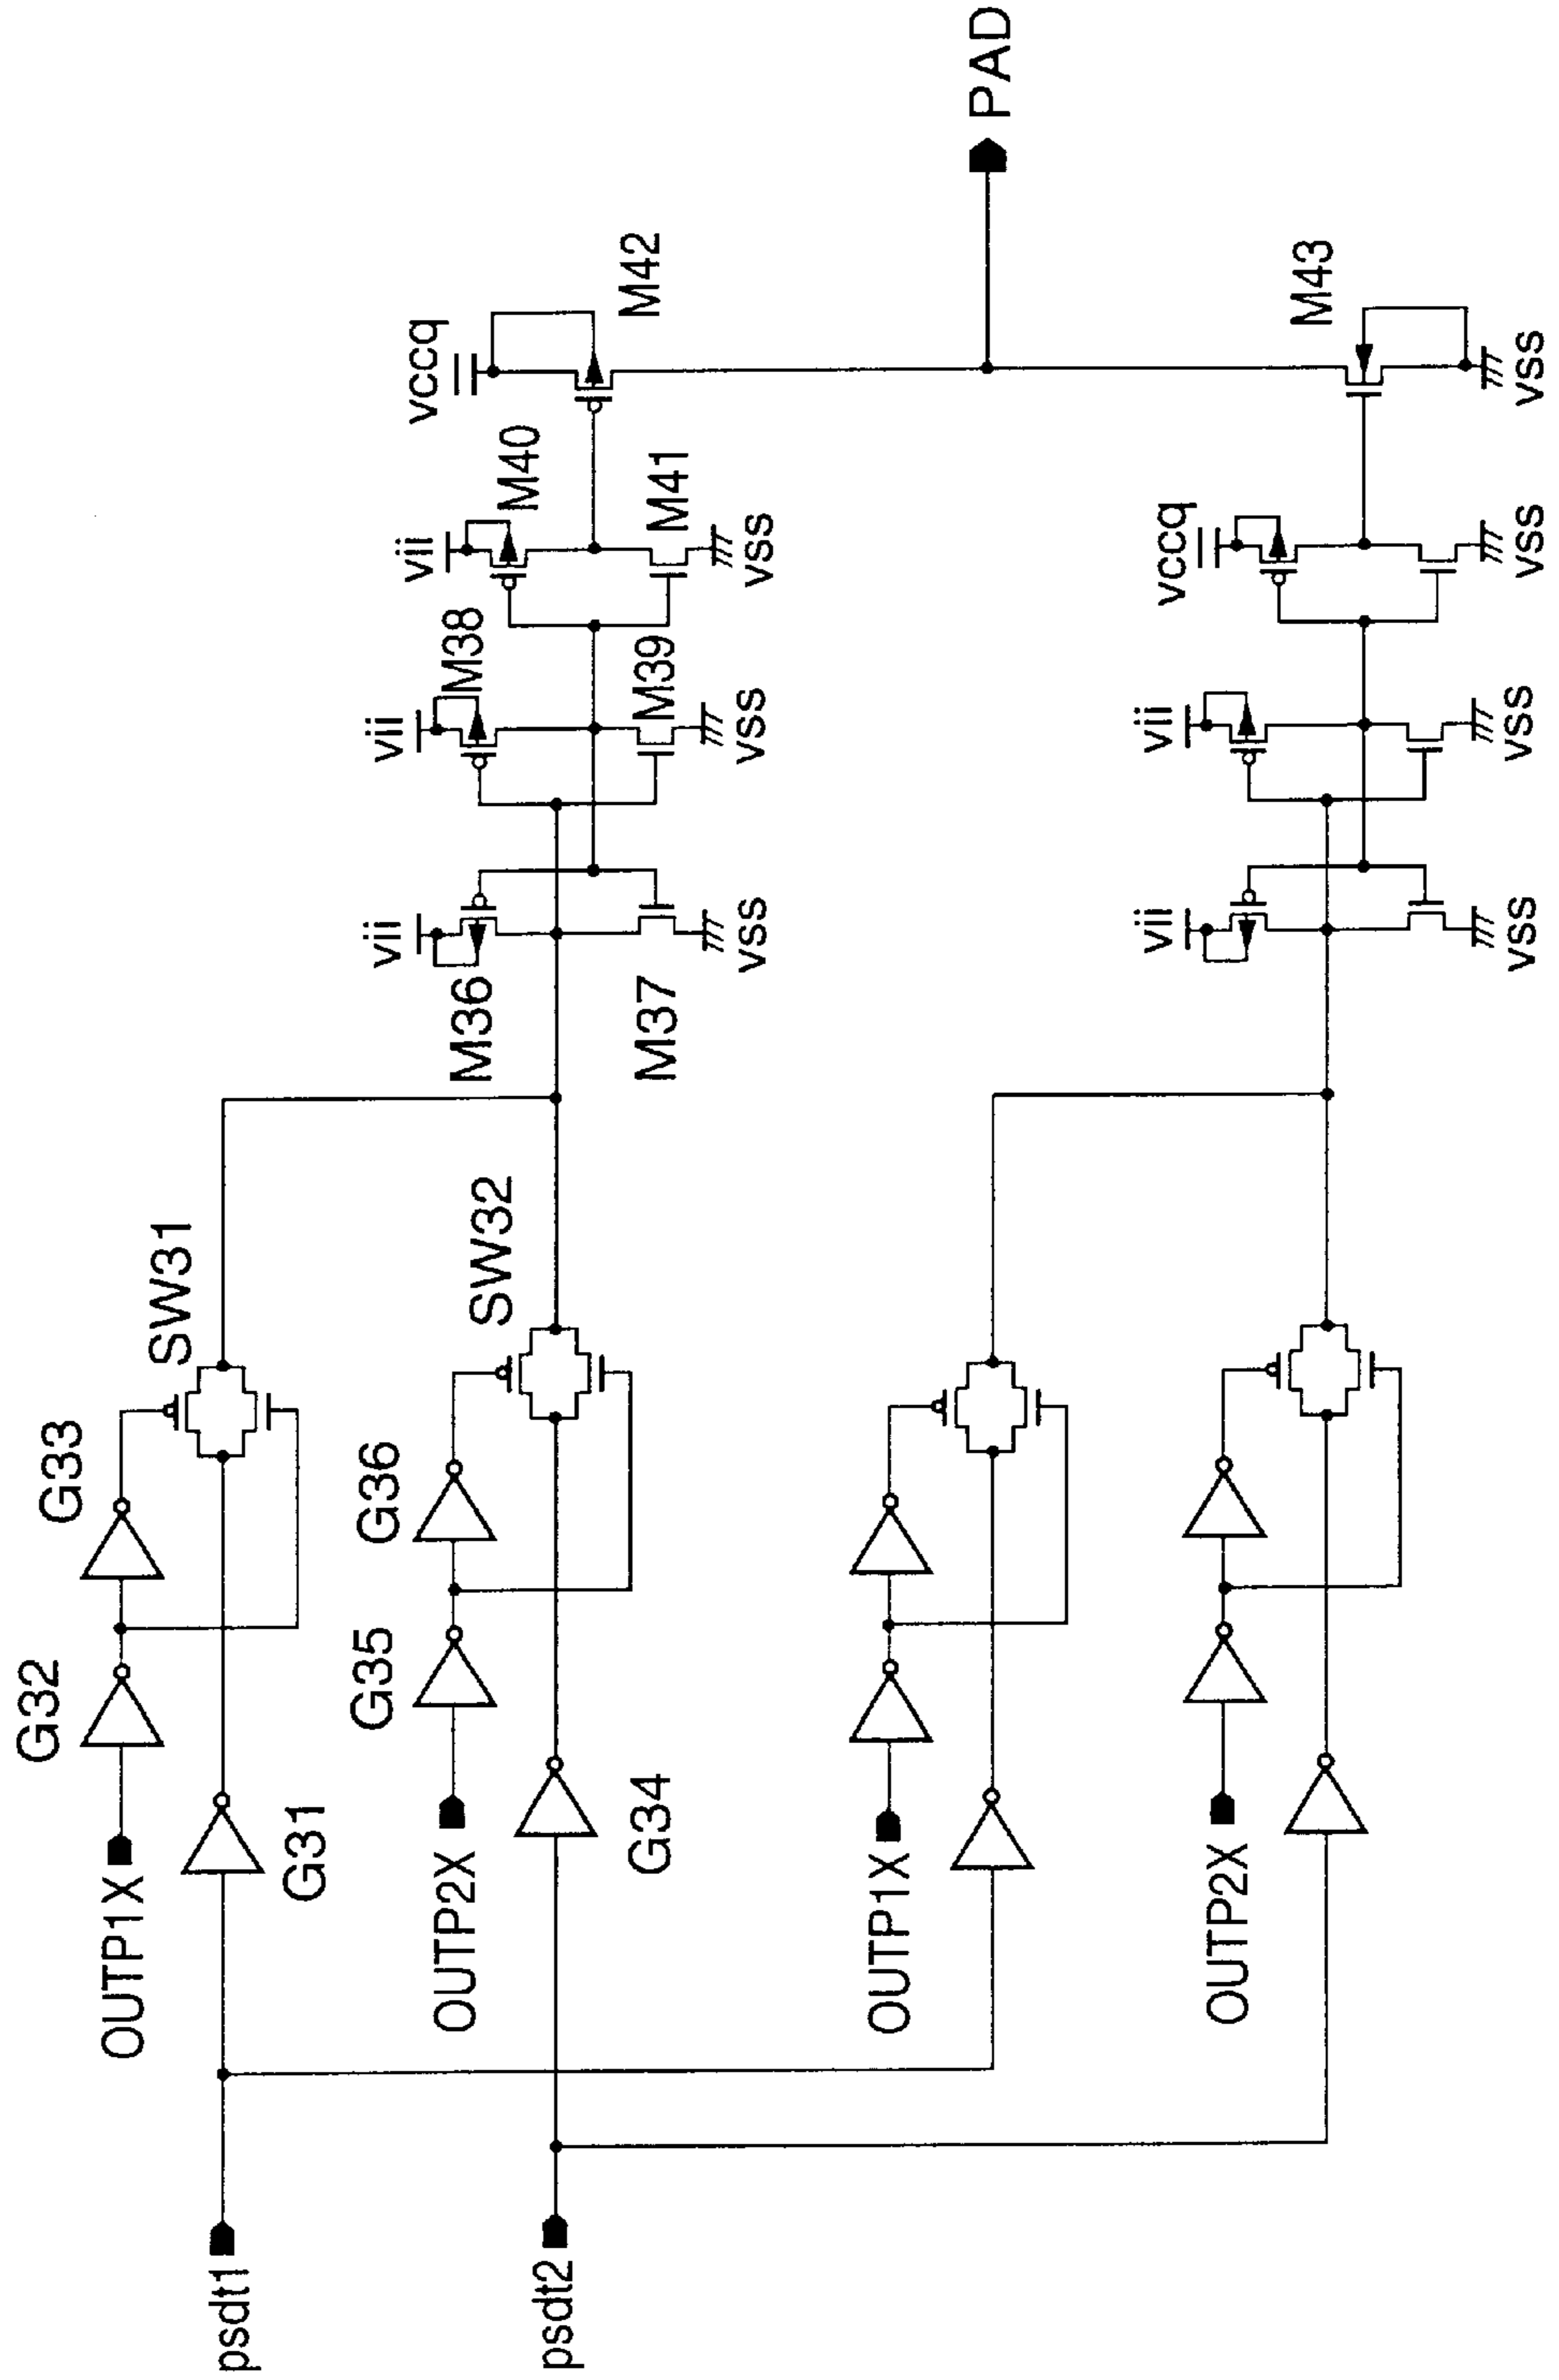 psdt1
psdt2
OUTP1X
G32
G33
SW31
G31
OUTP2X
G35
G36
SW32
G34
OUTP1X
OUTP2X
vii
M36
M37
vss
vii
M38
M39
vss
vii
M40
M41
vss
vccq
M42
PAD
vii
vss
vii
vss
vccq
vss
M43
vss